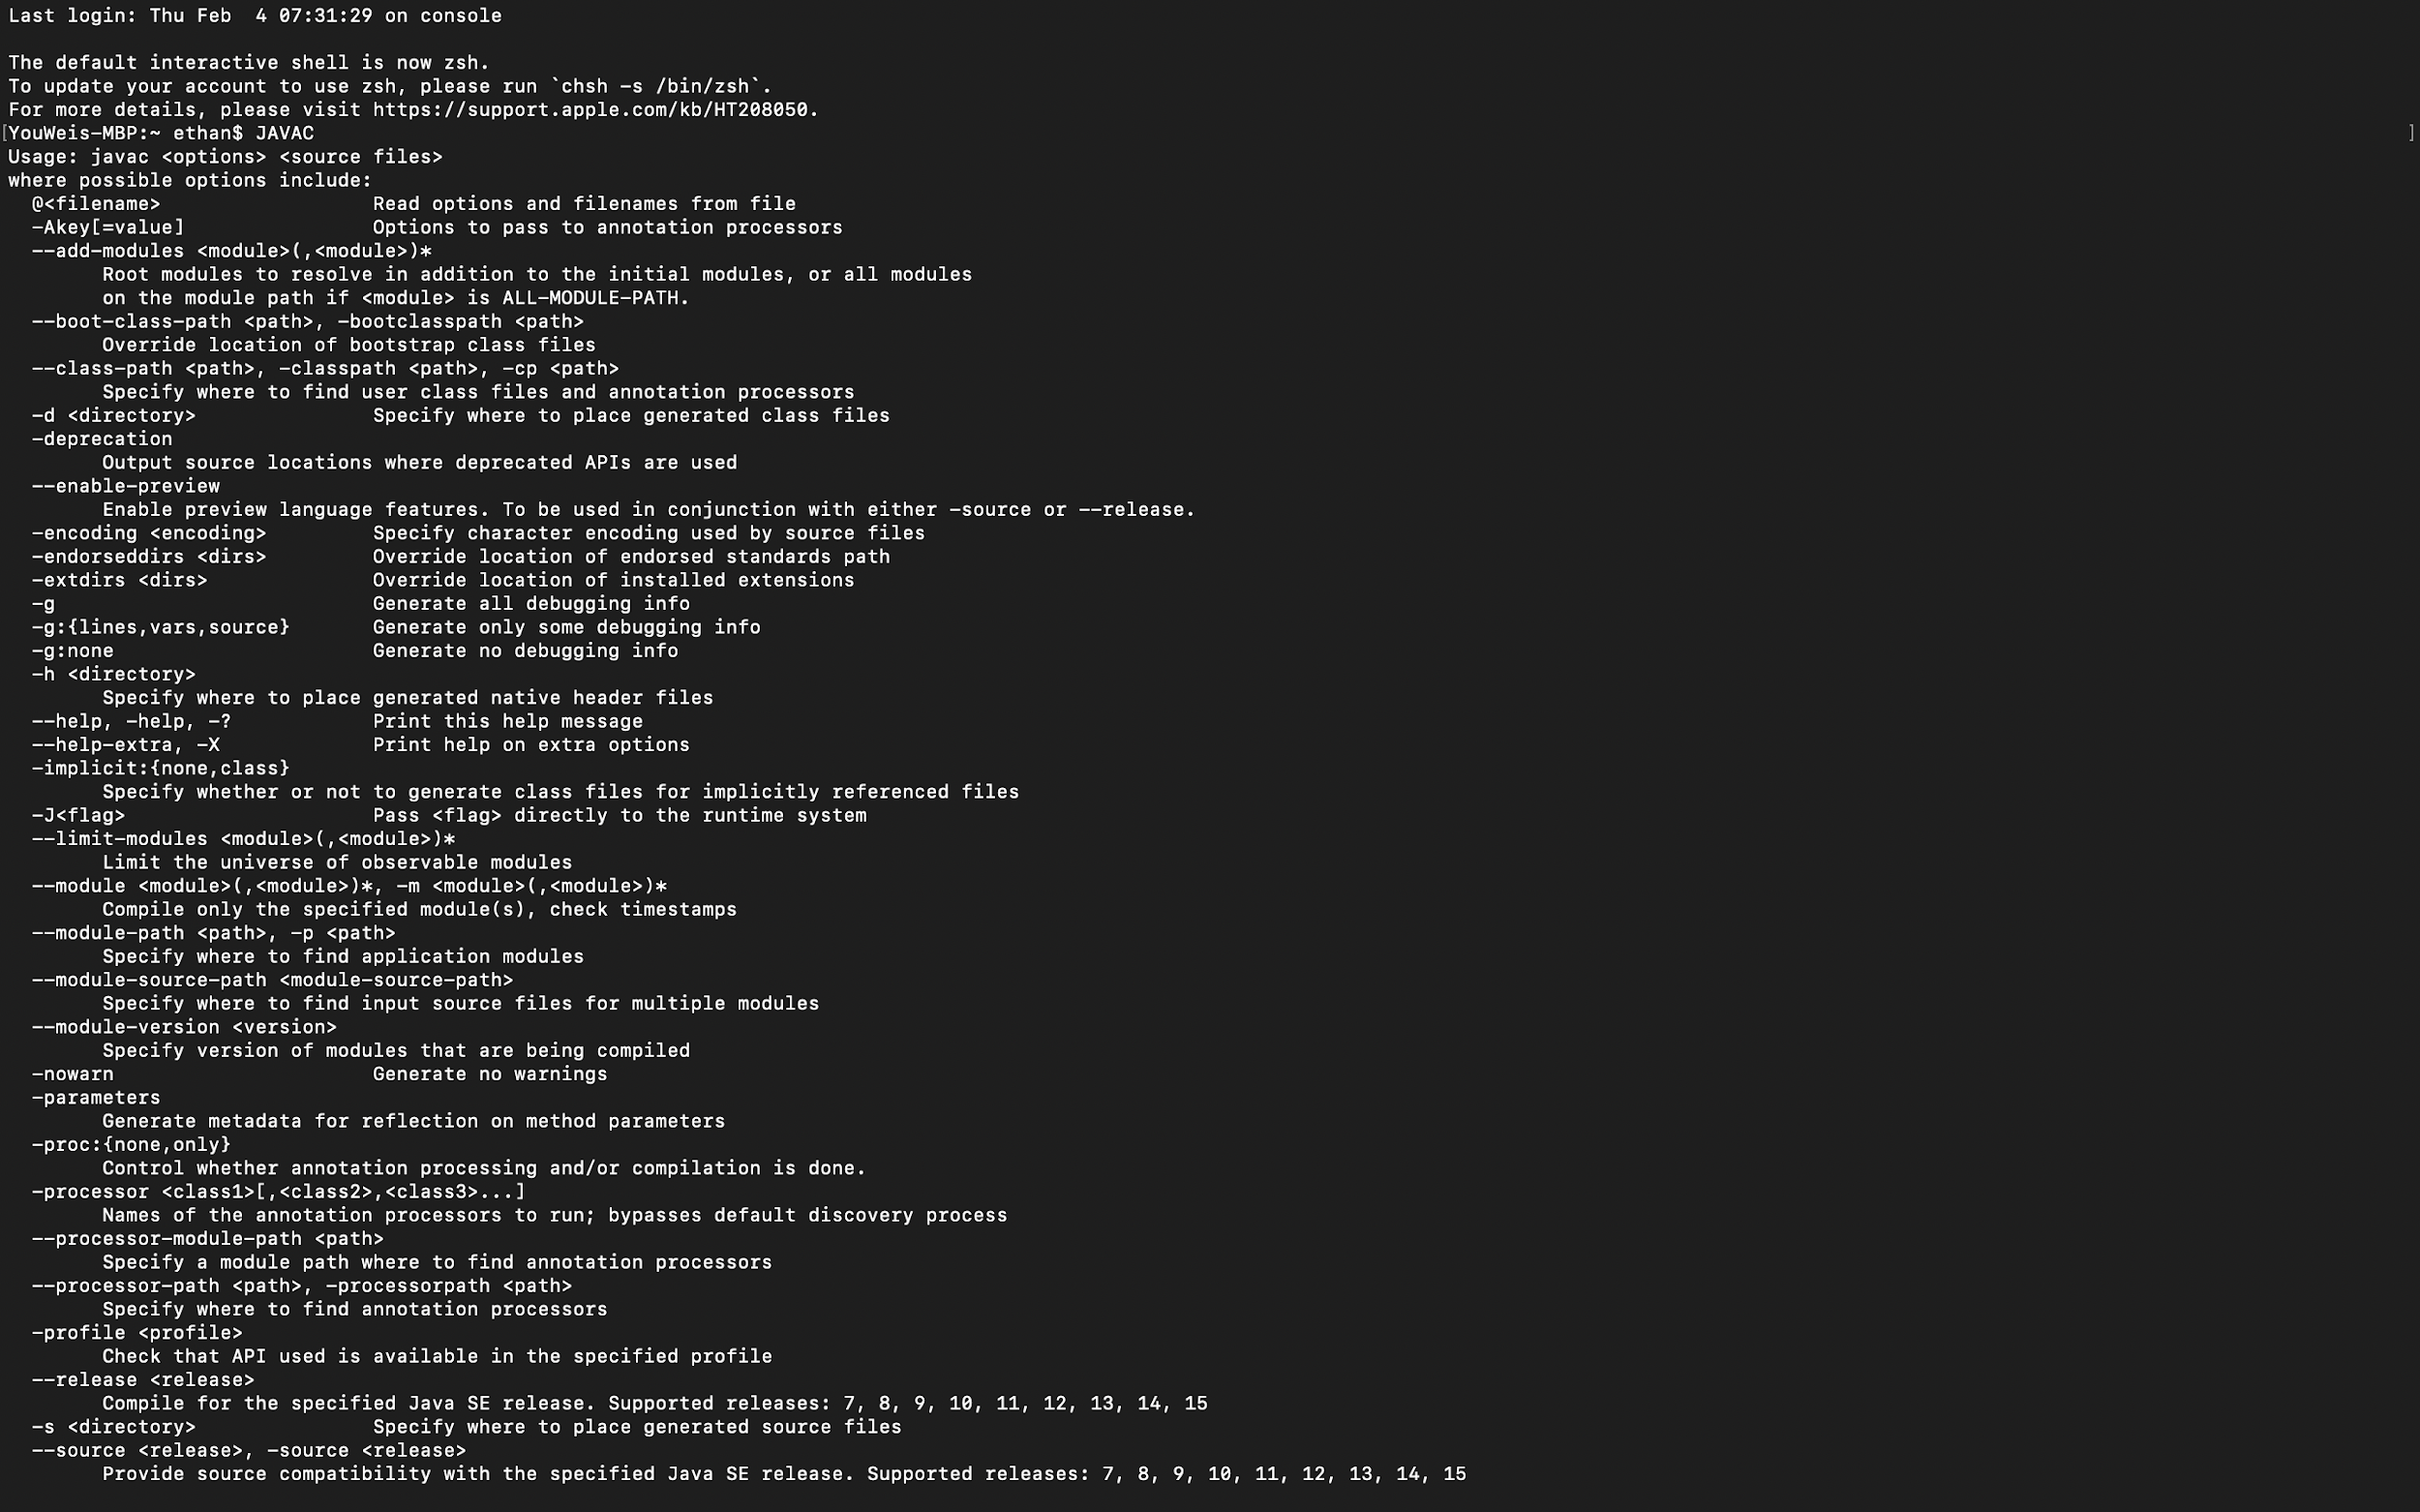 Last login: Thu Feb  4 07:31:29 on console

The default interactive shell is now zsh.
To update your account to use zsh, please run `chsh -s /bin/zsh`.
For more details, please visit https://support.apple.com/kb/HT208050.
[YouWeis-MBP:~ ethan$ JAVAC ]
Usage: javac <options> <source files>
where possible options include:
  @<filename>                  Read options and filenames from file
  -Akey[=value]                Options to pass to annotation processors
  --add-modules <module>(,<module>)*
        Root modules to resolve in addition to the initial modules, or all modules
        on the module path if <module> is ALL-MODULE-PATH.
  --boot-class-path <path>, -bootclasspath <path>
        Override location of bootstrap class files
  --class-path <path>, -classpath <path>, -cp <path>
        Specify where to find user class files and annotation processors
  -d <directory>               Specify where to place generated class files
  -deprecation
        Output source locations where deprecated APIs are used
  --enable-preview
        Enable preview language features. To be used in conjunction with either -source or --release.
  -encoding <encoding>         Specify character encoding used by source files
  -endorseddirs <dirs>         Override location of endorsed standards path
  -extdirs <dirs>              Override location of installed extensions
  -g                           Generate all debugging info
  -g:{lines,vars,source}       Generate only some debugging info
  -g:none                      Generate no debugging info
  -h <directory>
        Specify where to place generated native header files
  --help, -help, -?            Print this help message
  --help-extra, -X             Print help on extra options
  -implicit:{none,class}
        Specify whether or not to generate class files for implicitly referenced files
  -J<flag>                     Pass <flag> directly to the runtime system
  --limit-modules <module>(,<module>)*
        Limit the universe of observable modules
  --module <module>(,<module>)*, -m <module>(,<module>)*
        Compile only the specified module(s), check timestamps
  --module-path <path>, -p <path>
        Specify where to find application modules
  --module-source-path <module-source-path>
        Specify where to find input source files for multiple modules
  --module-version <version>
        Specify version of modules that are being compiled
  -nowarn                      Generate no warnings
  -parameters
        Generate metadata for reflection on method parameters
  -proc:{none,only}
        Control whether annotation processing and/or compilation is done.
  -processor <class1>[,<class2>,<class3>...]
        Names of the annotation processors to run; bypasses default discovery process
  --processor-module-path <path>
        Specify a module path where to find annotation processors
  --processor-path <path>, -processorpath <path>
        Specify where to find annotation processors
  -profile <profile>
        Check that API used is available in the specified profile
  --release <release>
        Compile for the specified Java SE release. Supported releases: 7, 8, 9, 10, 11, 12, 13, 14, 15
  -s <directory>               Specify where to place generated source files
  --source <release>, -source <release>
        Provide source compatibility with the specified Java SE release. Supported releases: 7, 8, 9, 10, 11, 12, 13, 14, 15